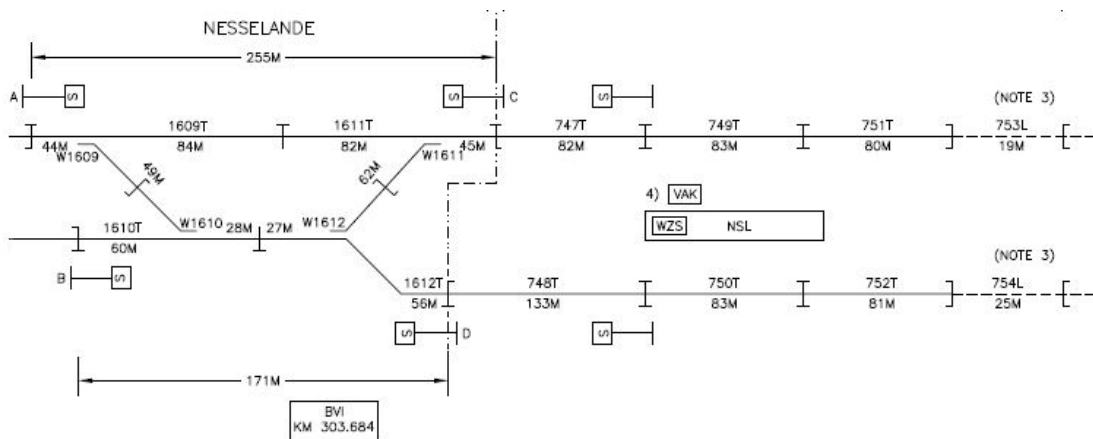 NESSELANDE
255M
A S
S C
S
(NOTE 3)
1609T
1611T
747T
749T
751T
753L
44M
84M
82M
45M
82M
83M
80M
19M
W1609
W1611
49M
62M
4) VAK
W1610
W1612
1610T
28M
27M
60M
WZS NSL
(NOTE 3)
B S
1612T
748T
750T
752T
754L
56M
133M
83M
81M
25M
S D
S
171M
BVI
KM 303.684